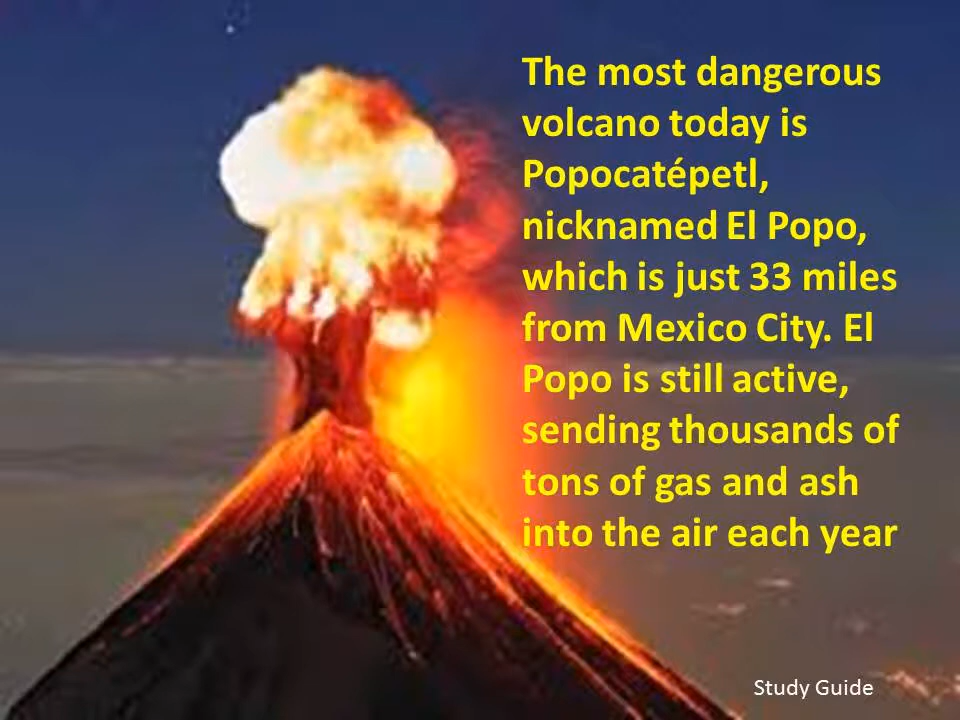 The most dangerous
volcano today is
Popocatépetl,
nicknamed El Popo,
which is just 33 miles
from Mexico City. El
Popo is still active,
sending thousands of
tons of gas and ash
into the air each year
Study Guide